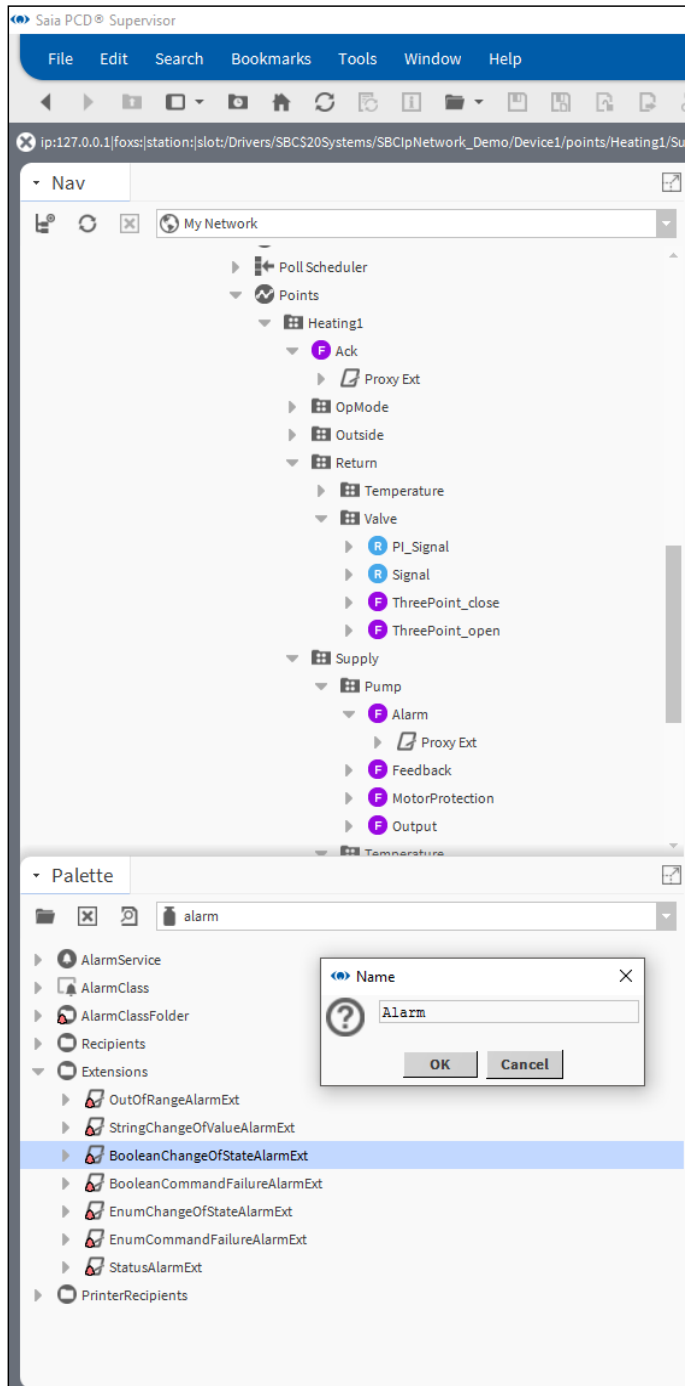 Saia PCD® Supervisor
File Edit Search Bookmarks Tools Window Help
ip:127.0.0.1|foxs:|station:|slot:/Drivers/SBC$20Systems/SBCIpNetwork_Demo/Device1/points/Heating1/Su
Nav
My Network
Poll Scheduler
Points
Heating1
F Ack
Proxy Ext
OpMode
Outside
Return
Temperature
Valve
R PI_Signal
R Signal
F ThreePoint_close
F ThreePoint_open
Supply
Pump
F Alarm
Proxy Ext
F Feedback
F MotorProtection
F Output
Temperature
Palette
alarm
AlarmService
AlarmClass
AlarmClassFolder
Recipients
Extensions
OutOfRangeAlarmExt
StringChangeOfValueAlarmExt
BooleanChangeOfStateAlarmExt
BooleanCommandFailureAlarmExt
EnumChangeOfStateAlarmExt
EnumCommandFailureAlarmExt
StatusAlarmExt
PrinterRecipients
Name
Alarm
OK Cancel